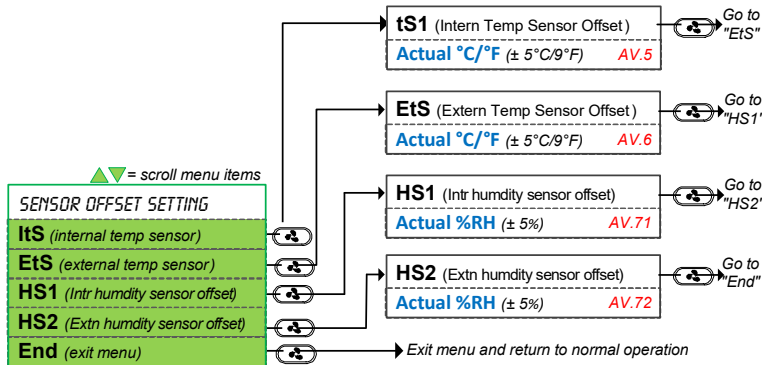 tS1 (Intern Temp Sensor Offset)
Actual °C/°F (± 5°C/9°F) AV.5
Go to
"EtS"
EtS (Extern Temp Sensor Offset)
Actual °C/°F (± 5°C/9°F) AV.6
Go to
"HS1'
= scroll menu items
SENSOR OFFSET SETTING
ItS (internal temp sensor)
EtS (external temp sensor)
HS1 (Intr humdity sensor offset)
HS2 (Extn humdity sensor offset)
End (exit menu)
HS1 (Intr humdity sensor offset)
Actual %RH (± 5%) AV.71
Go to
"HS2'
HS2 (Extn humdity sensor offset)
Actual %RH (± 5%) AV.72
Go to
"End"
Exit menu and return to normal operation